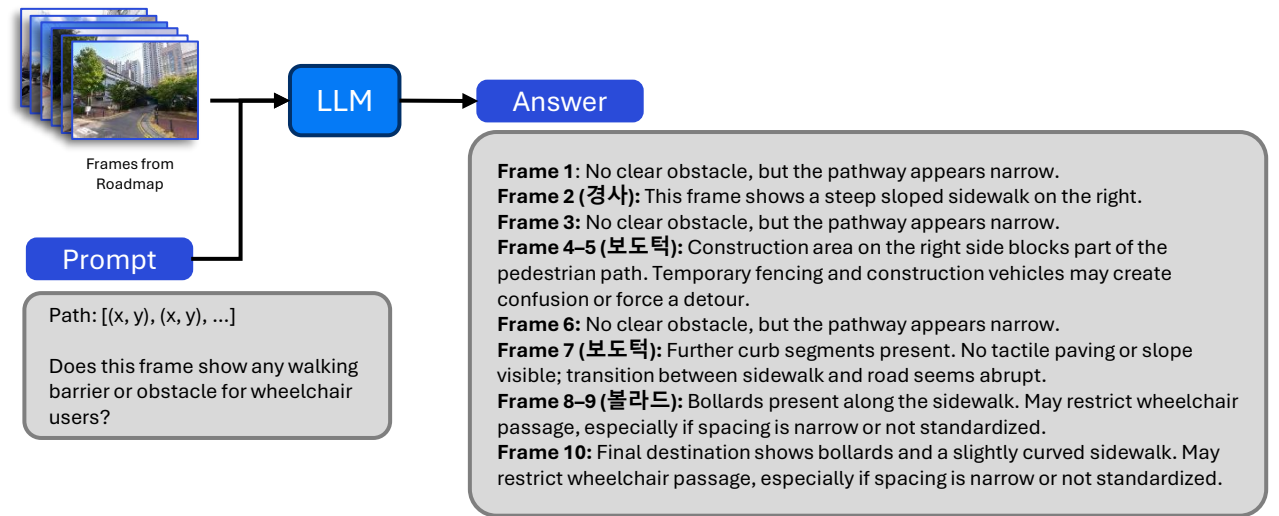 Frames from
Roadmap
LLM
Answer
Prompt
Path: [(x, y), (x, y), ...]
Does this frame show any walking
barrier or obstacle for wheelchair
users?
Frame 1: No clear obstacle, but the pathway appears narrow.
Frame 2 (경사): This frame shows a steep sloped sidewalk on the right.
Frame 3: No clear obstacle, but the pathway appears narrow.
Frame 4–5 (보도턱): Construction area on the right side blocks part of the
pedestrian path. Temporary fencing and construction vehicles may create
confusion or force a detour.
Frame 6: No clear obstacle, but the pathway appears narrow.
Frame 7 (보도턱): Further curb segments present. No tactile paving or slope
visible; transition between sidewalk and road seems abrupt.
Frame 8–9 (볼라드): Bollards present along the sidewalk. May restrict wheelchair
passage, especially if spacing is narrow or not standardized.
Frame 10: Final destination shows bollards and a slightly curved sidewalk. May
restrict wheelchair passage, especially if spacing is narrow or not standardized.